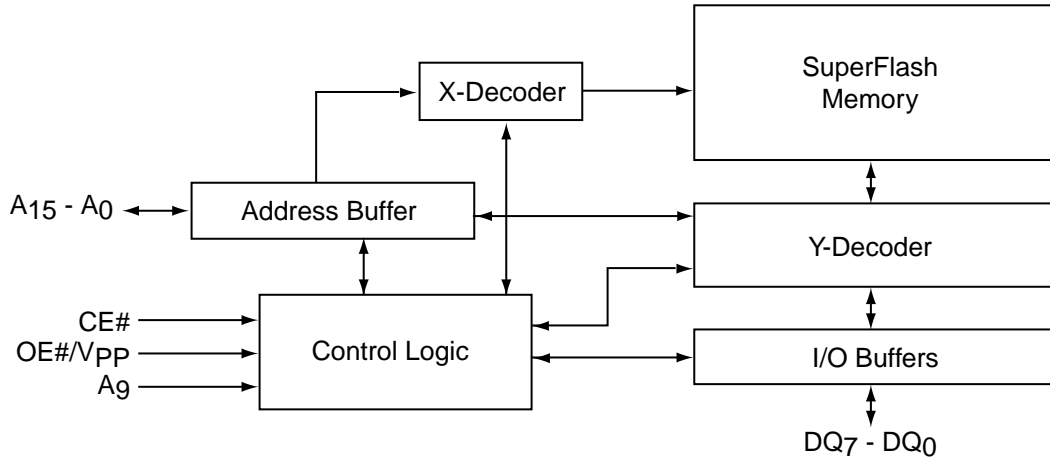 SuperFlash
Memory
X-Decoder
A15 - A0
Address Buffer
Y-Decoder
CE#
OE#/VPP
A9
Control Logic
I/O Buffers
DQ7 - DQ0